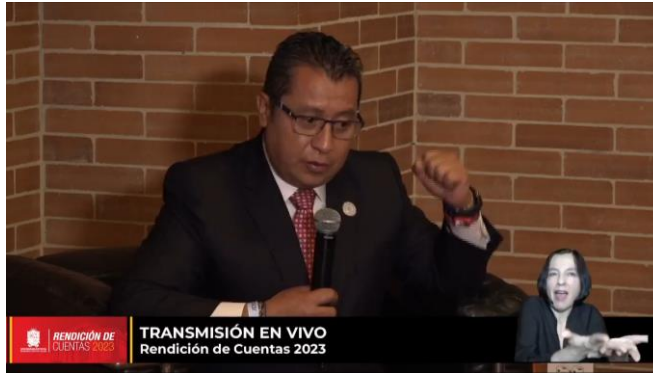 RENDICIÓN DE
CUENTAS 2023
TRANSMISIÓN EN VIVO
Rendición de Cuentas 2023